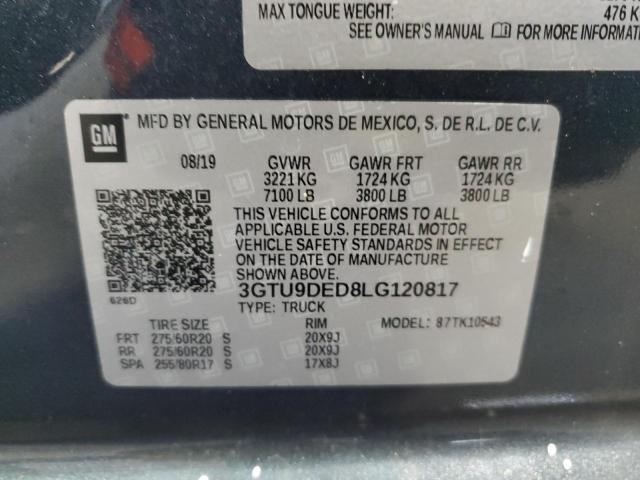 MAX TONGUE WEIGHT: 476 K
SEE OWNER'S MANUAL FOR MORE INFORMATI
GM MFD BY GENERAL MOTORS DE MEXICO, S. DE R.L. DE C.V.
08/19 GVWR GAWR FRT GAWR RR
3221 KG 1724 KG 1724 KG
7100 LB 3800 LB 3800 LB
THIS VEHICLE CONFORMS TO ALL
APPLICABLE U.S. FEDERAL MOTOR
VEHICLE SAFETY STANDARDS IN EFFECT
ON THE DATE OF MANUFACTURE
SHOWN ABOVE.
626D 3GTU9DED8LG120817
TYPE: TRUCK
TIRE SIZE RIM MODEL: 87TK10543
FRT 275/60R20 S 20X9J
RR 275/60R20 S 20X9J
SPA 255/80R17 S 17X8J